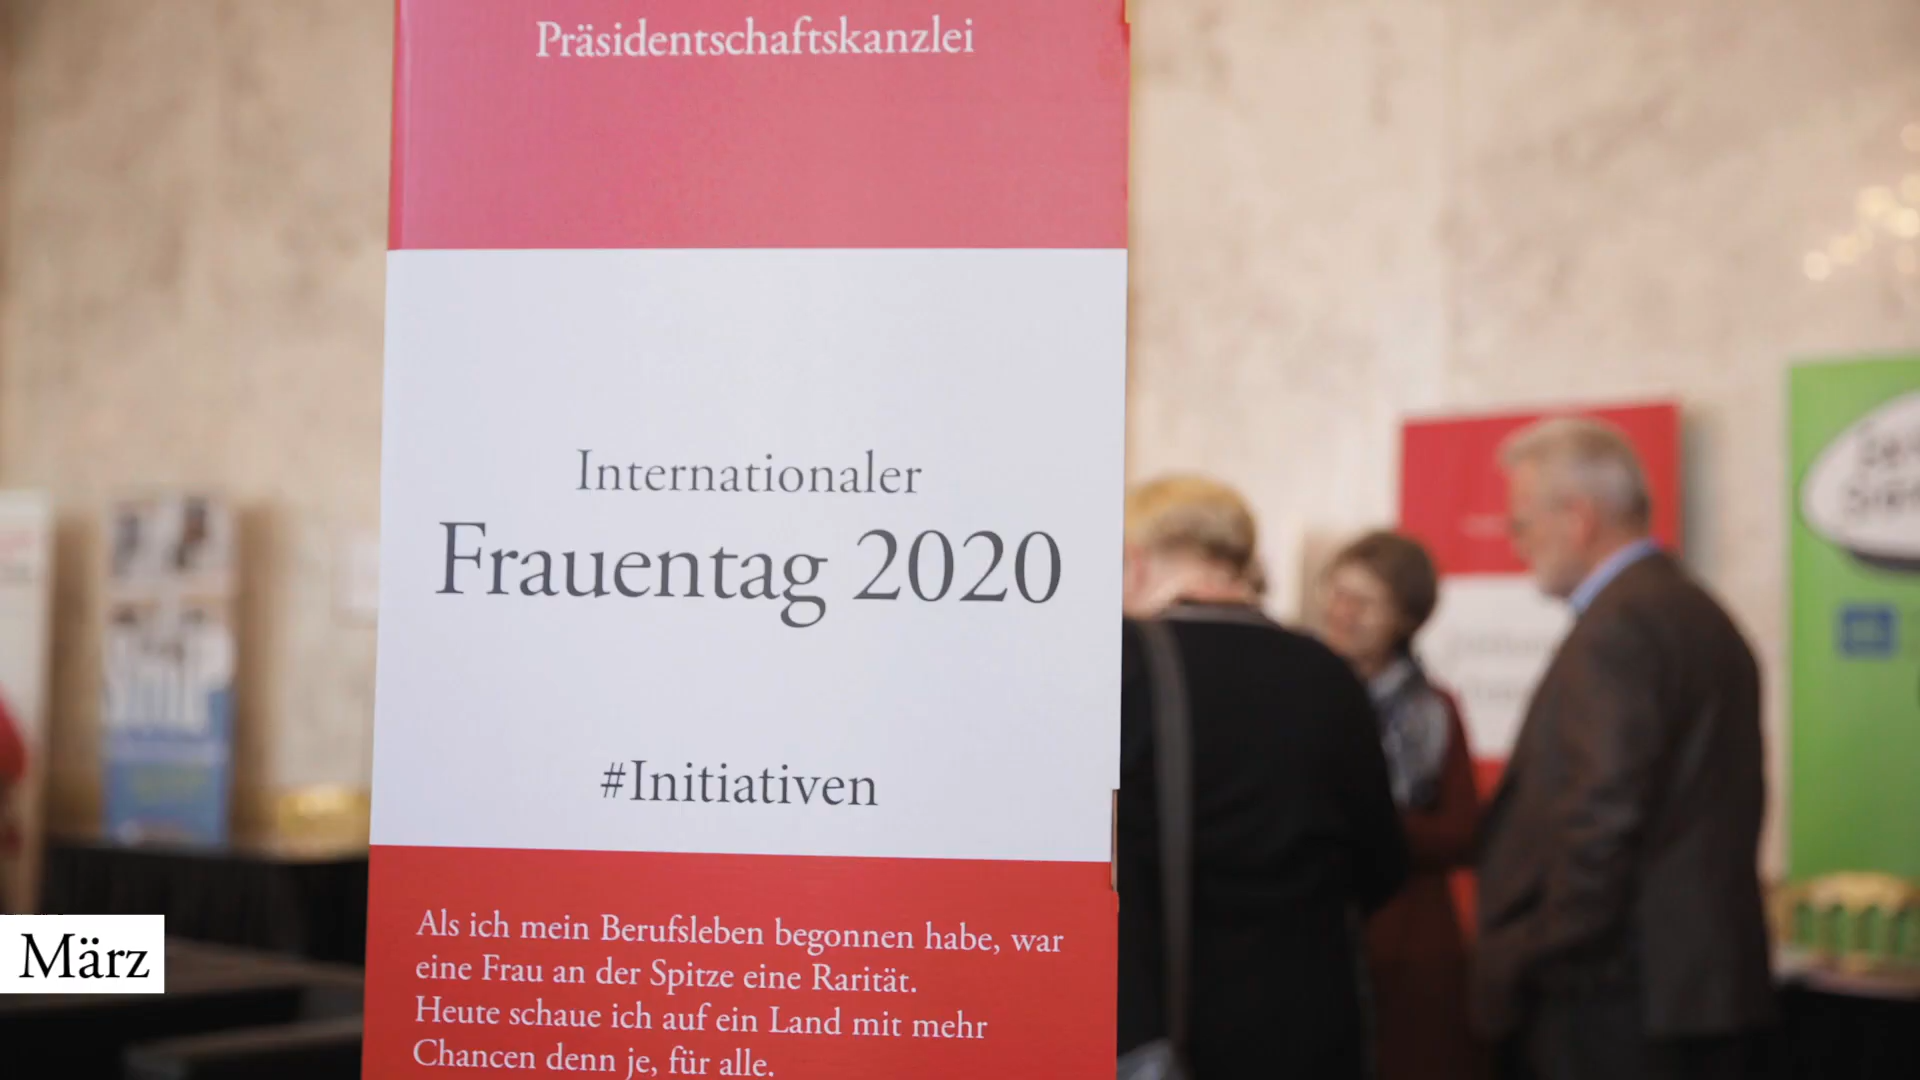 Präsidentschaftskanzlei
Internationaler
Frauentag 2020
#Initiativen
Als ich mein Berufsleben begonnen habe, war
eine Frau an der Spitze eine Rarität.
Heute schaue ich auf ein Land mit mehr
Chancen denn je, für alle.
März